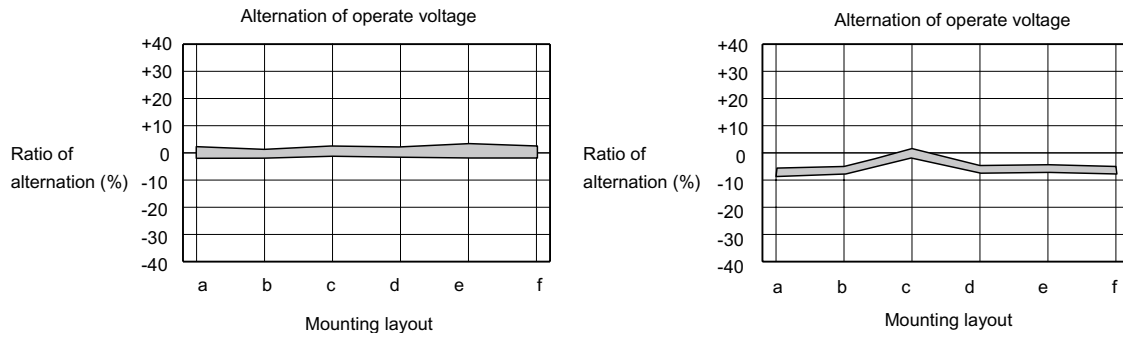 Alternation of operate voltage
+40
+30
+20
+10
0
-10
-20
-30
-40
Ratio of
alternation (%)
a b c d e f
Mounting layout
Alternation of operate voltage
+40
+30
+20
+10
0
-10
-20
-30
-40
Ratio of
alternation (%)
a b c d e f
Mounting layout